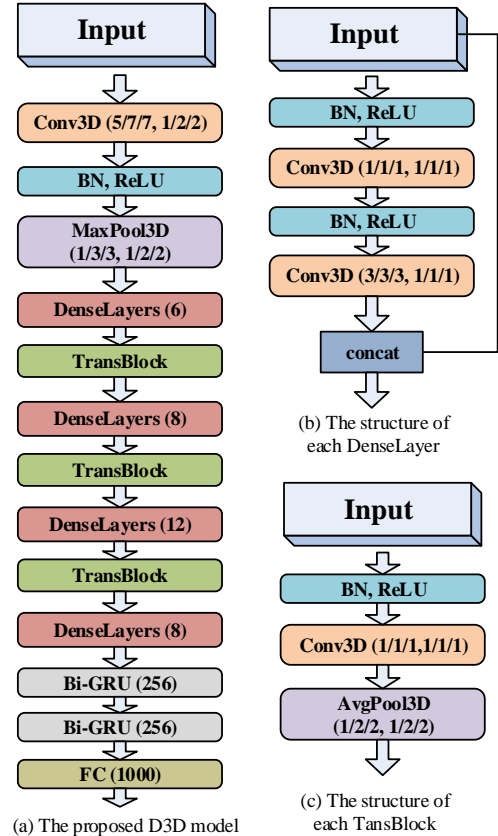 Input
Conv3D (5/7/7, 1/2/2)
BN, ReLU
MaxPool3D
(1/3/3, 1/2/2)
DenseLayers (6)
TransBlock
DenseLayers (8)
TransBlock
DenseLayers (12)
TransBlock
DenseLayers (8)
Bi-GRU (256)
Bi-GRU (256)
FC (1000)
(a) The proposed D3D model
Input
BN, ReLU
Conv3D (1/1/1, 1/1/1)
BN, ReLU
Conv3D (3/3/3, 1/1/1)
concat
(b) The structure of
each DenseLayer
Input
BN, ReLU
Conv3D (1/1/1,1/1/1)
AvgPool3D
(1/2/2, 1/2/2)
(c) The structure of
each TansBlock